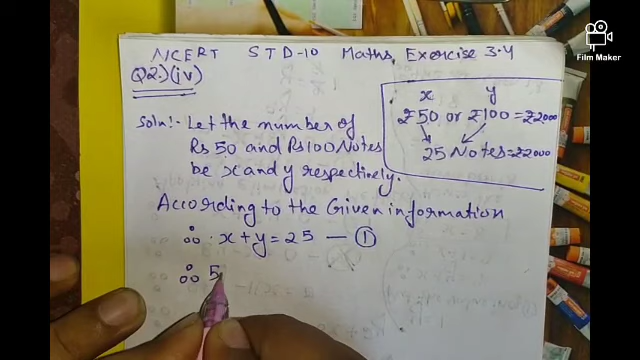 NCERT STD-10 Maths, Exercise 3.4
Q2.)(iv)
x y
₹50 or ₹100 = ₹2000
25 Notes = ₹2000
Soln:- Let the number of
Rs 50 and Rs 100 Notes
be x and y respectively.
According to the Given information
∴ x + y = 25 — ①
∴ 5
Film Maker